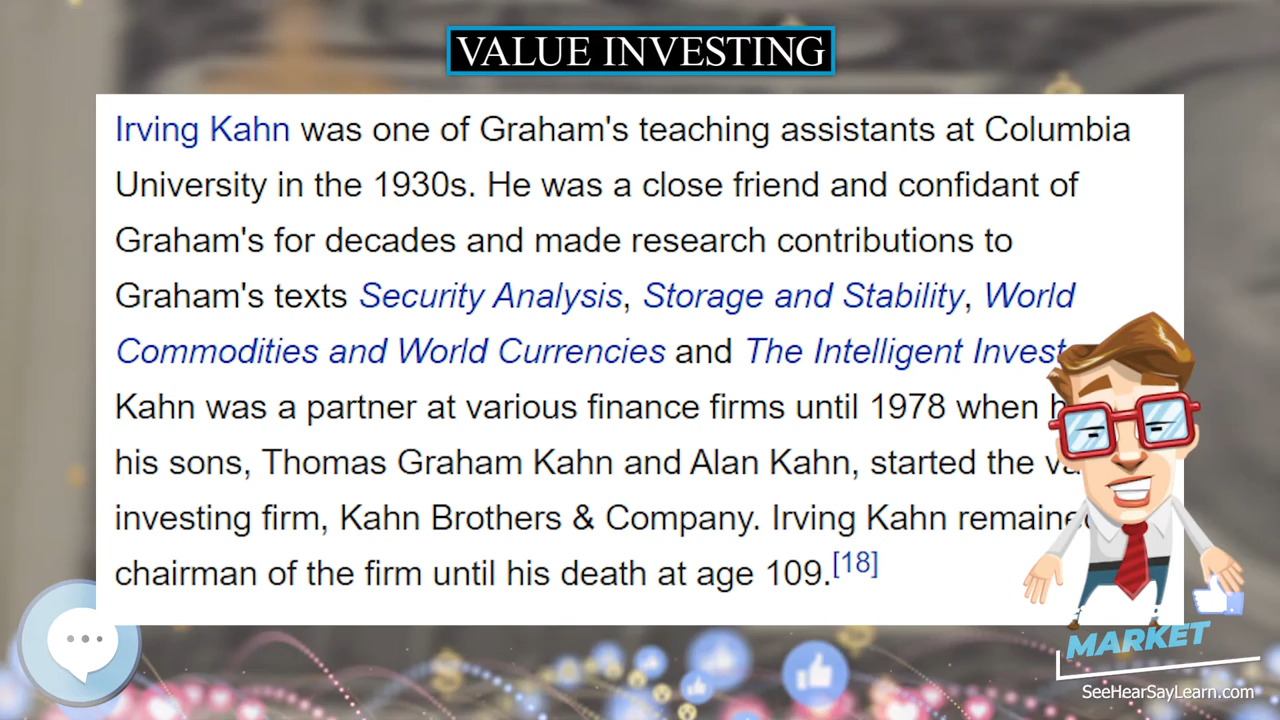 VALUE INVESTING
Irving Kahn was one of Graham's teaching assistants at Columbia
University in the 1930s. He was a close friend and confidant of
Graham's for decades and made research contributions to
Graham's texts Security Analysis, Storage and Stability, World
Commodities and World Currencies and The Intelligent Invest
Kahn was a partner at various finance firms until 1978 when h
his sons, Thomas Graham Kahn and Alan Kahn, started the va
investing firm, Kahn Brothers & Company. Irving Kahn remained
chairman of the firm until his death at age 109.[18]
MARKET
SeeHearSayLearn.com